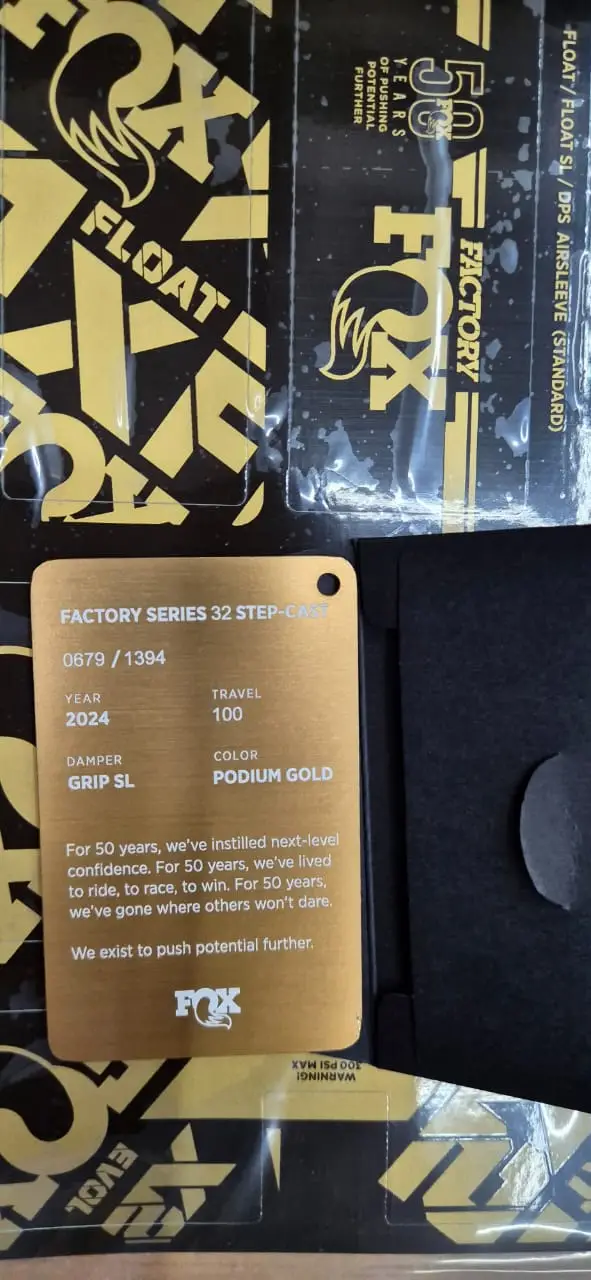 FOX
FLOAT
50
YEARS
OF PUSHING
POTENTIAL
FURTHER
FOX
FACTORY
FLOAT / FLOAT SL / DPS AIRSLEEVE (STANDARD)
FACTORY SERIES 32 STEP-CAST
0679 / 1394
YEAR TRAVEL
2024 100
DAMPER COLOR
GRIP SL PODIUM GOLD
For 50 years, we've instilled next-level
confidence. For 50 years, we've lived
to ride, to race, to win. For 50 years,
we've gone where others won't dare.
We exist to push potential further.
FOX
WARNING!
300 PSI MAX
EVOL